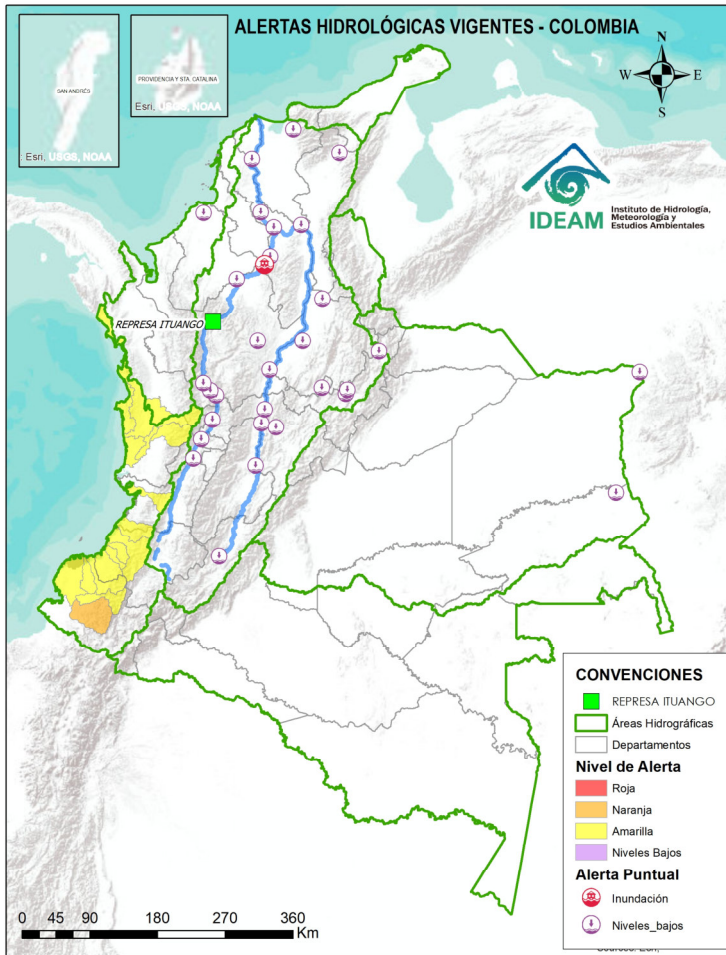 ALERTAS HIDROLÓGICAS VIGENTES - COLOMBIA
SAN ANDRÉS
: Esri, USGS, NOAA
PROVIDENCIA Y STA. CATALINA
Esri, USGS, NOAA
N
W
E
S
IDEAM
Instituto de Hidrología,
Meteorología y
Estudios Ambientales
REPRESA ITUANGO
CONVENCIONES
REPRESA ITUANGO
Áreas Hidrográficas
Departamentos
Nivel de Alerta
Roja
Naranja
Amarilla
Niveles Bajos
Alerta Puntual
Inundación
Niveles_bajos
0 45 90 180 270 360
Km
Sources: Esri,